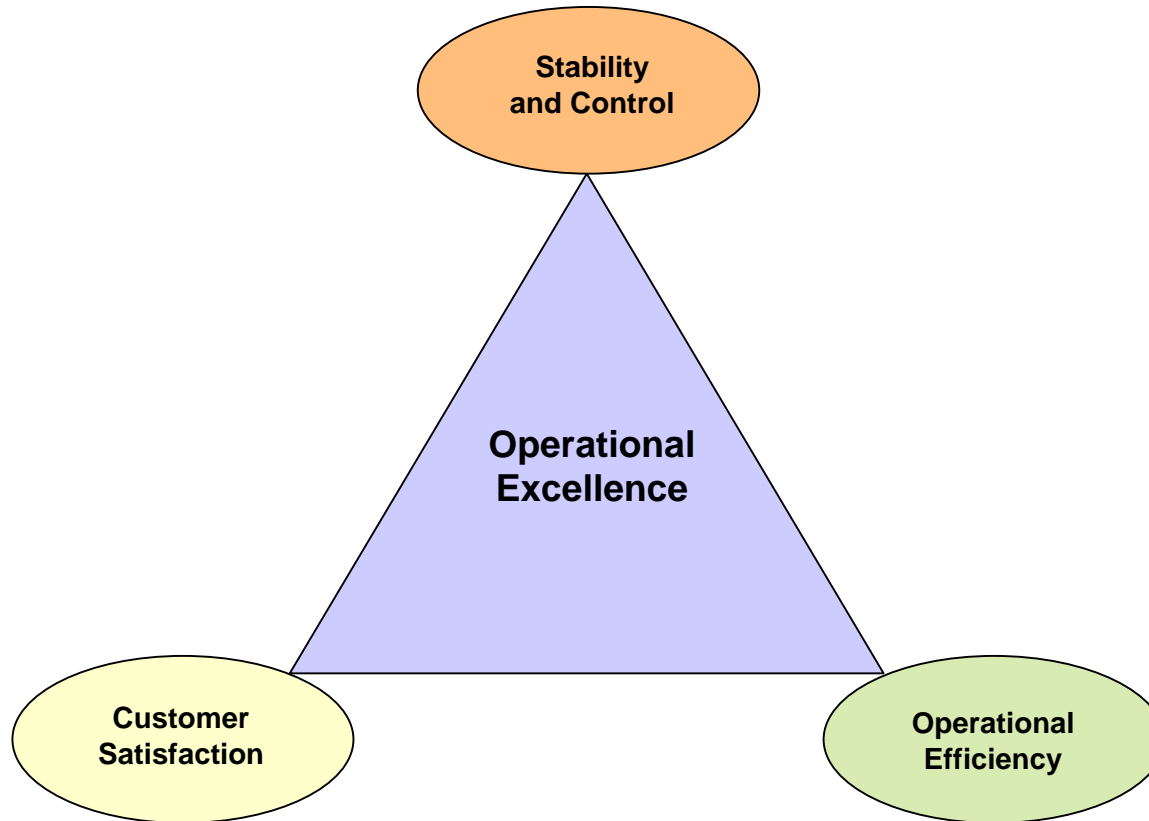 Stability
and Control
Operational
Excellence
Customer
Satisfaction
Operational
Efficiency